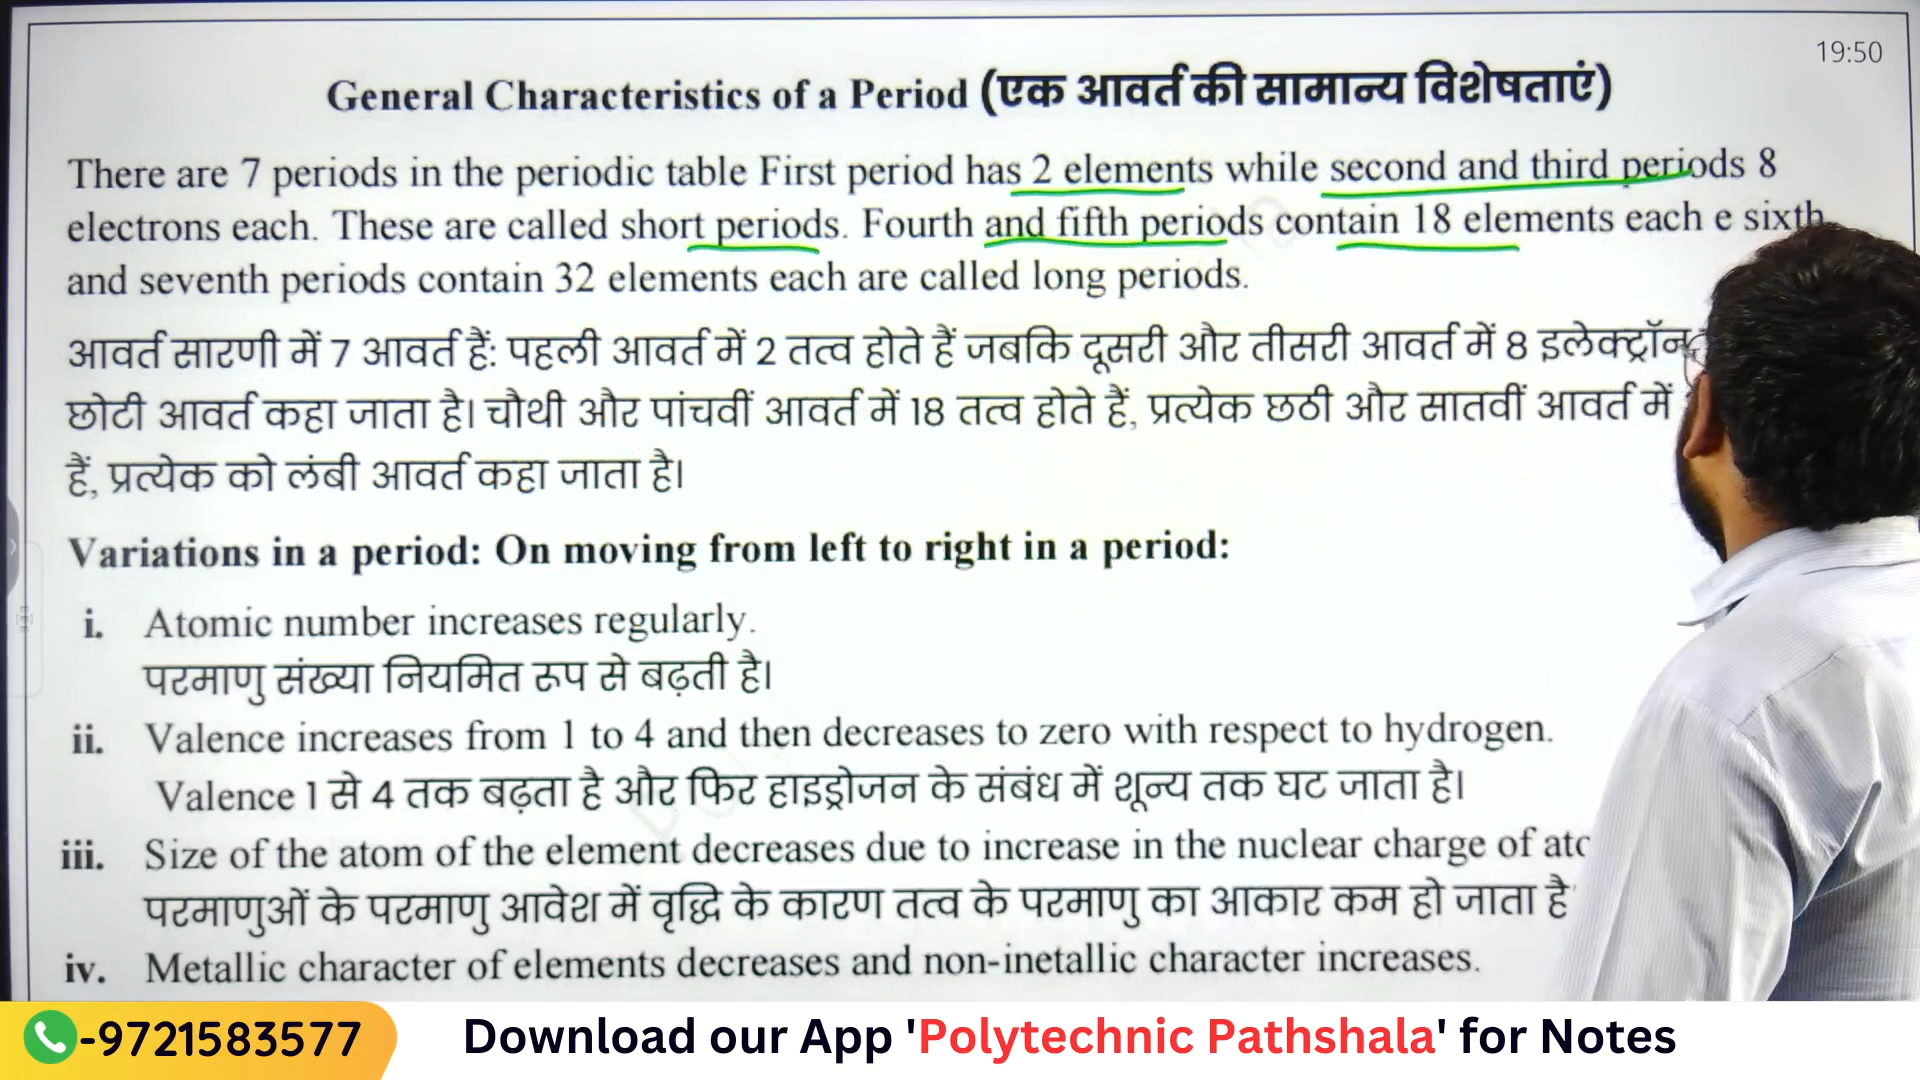 19:50
General Characteristics of a Period (एक आवर्त की सामान्य विशेषताएं)
There are 7 periods in the periodic table First period has 2 elements while second and third periods 8
electrons each. These are called short periods. Fourth and fifth periods contain 18 elements each e sixth
and seventh periods contain 32 elements each are called long periods.
आवर्त सारणी में 7 आवर्त हैं: पहली आवर्त में 2 तत्व होते हैं जबकि दूसरी और तीसरी आवर्त में 8 इलेक्ट्रॉन
छोटी आवर्त कहा जाता है। चौथी और पांचवीं आवर्त में 18 तत्व होते हैं, प्रत्येक छठी और सातवीं आवर्त में
हैं, प्रत्येक को लंबी आवर्त कहा जाता है।
Variations in a period: On moving from left to right in a period:
i. Atomic number increases regularly.
परमाणु संख्या नियमित रूप से बढ़ती है।
ii. Valence increases from 1 to 4 and then decreases to zero with respect to hydrogen.
Valence 1 से 4 तक बढ़ता है और फिर हाइड्रोजन के संबंध में शून्य तक घट जाता है।
iii. Size of the atom of the element decreases due to increase in the nuclear charge of
परमाणुओं के परमाणु आवेश में वृद्धि के कारण तत्व के परमाणु का आकार कम हो जाता है
iv. Metallic character of elements decreases and non-inetallic character increases.
-9721583577
Download our App 'Polytechnic Pathshala' for Notes